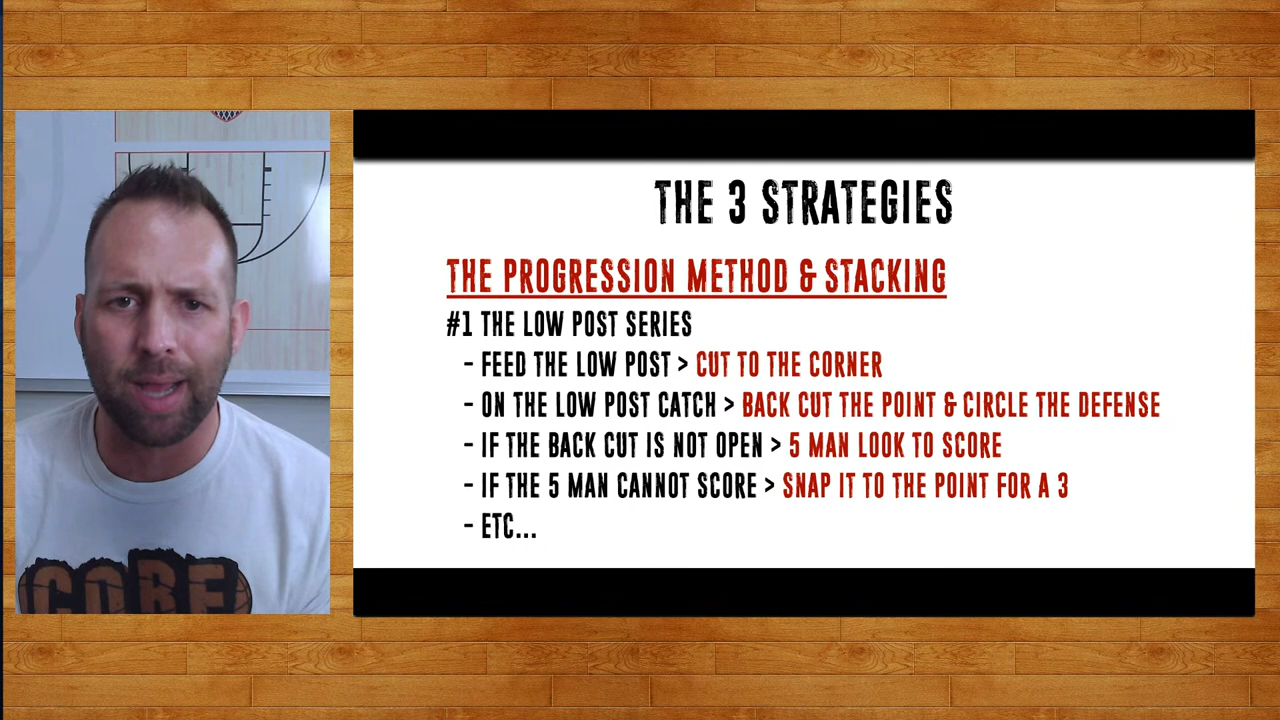 THE 3 STRATEGIES
THE PROGRESSION METHOD & STACKING
#1 THE LOW POST SERIES
- FEED THE LOW POST > CUT TO THE CORNER
- ON THE LOW POST CATCH > BACK CUT THE POINT & CIRCLE THE DEFENSE
- IF THE BACK CUT IS NOT OPEN > 5 MAN LOOK TO SCORE
- IF THE 5 MAN CANNOT SCORE > SNAP IT TO THE POINT FOR A 3
- ETC...
CORE